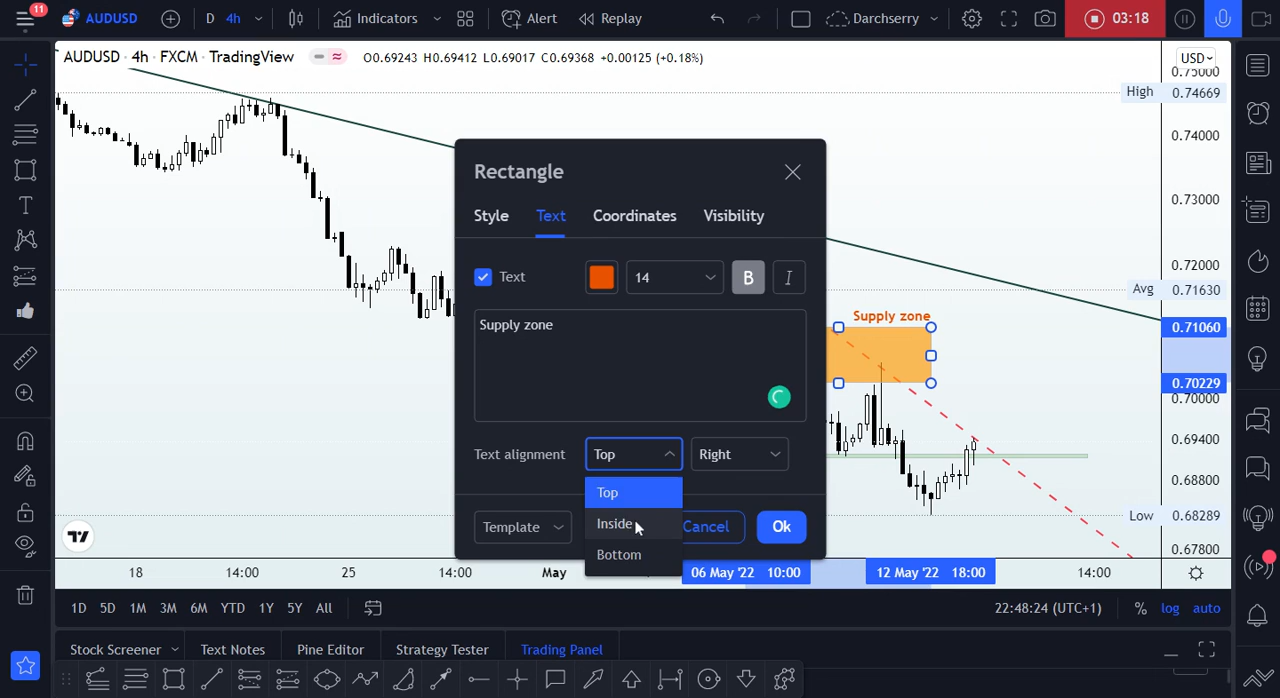 11
AUDUSD
D
4h
Indicators
Alert
Replay
Darchserry
03:18
AUDUSD · 4h · FXCM · TradingView
O0.69243 H0.69412 L0.69017 C0.69368 +0.00125 (+0.18%)
USD
0.75000
High 0.74669
0.74000
0.73000
0.72000
Avg 0.71630
0.71060
0.70229
0.70000
0.69400
0.68800
Low 0.68289
0.67800
Rectangle
Style
Text
Coordinates
Visibility
Text
14
B
I
Supply zone
Supply zone
Text alignment
Top
Right
Top
Inside
Bottom
Template
Cancel
Ok
18
14:00
25
14:00
May
06 May '22 10:00
12 May '22 18:00
14:00
1D 5D 1M 3M 6M YTD 1Y 5Y All
22:48:24 (UTC+1)
% log auto
Stock Screener
Text Notes
Pine Editor
Strategy Tester
Trading Panel